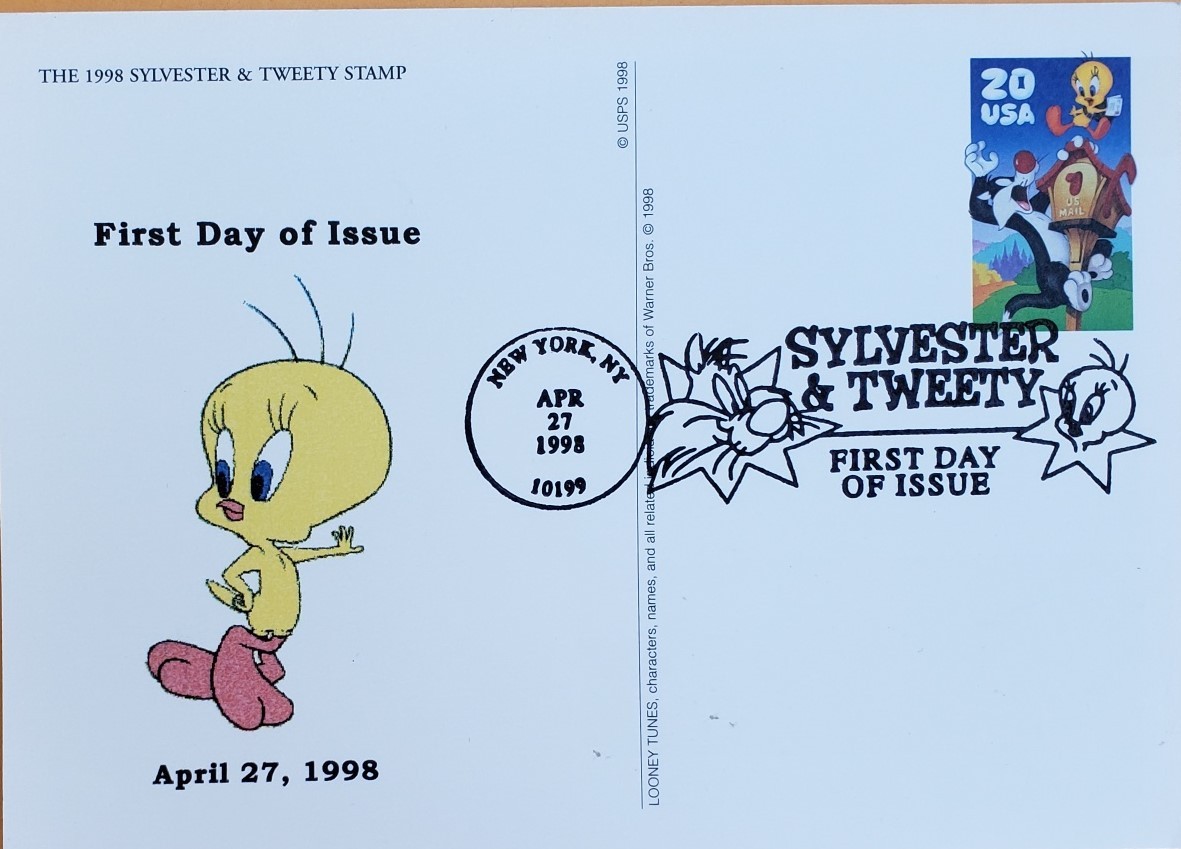 THE 1998 SYLVESTER & TWEETY STAMP
First Day of Issue
April 27, 1998
© USPS 1998
LOONEY TUNES, characters, names, and all related trademarks of Warner Bros. © 1998
20
USA
1
US
MAIL
NEW YORK, NY
APR
27
1998
10199
SYLVESTER
& TWEETY
FIRST DAY
OF ISSUE